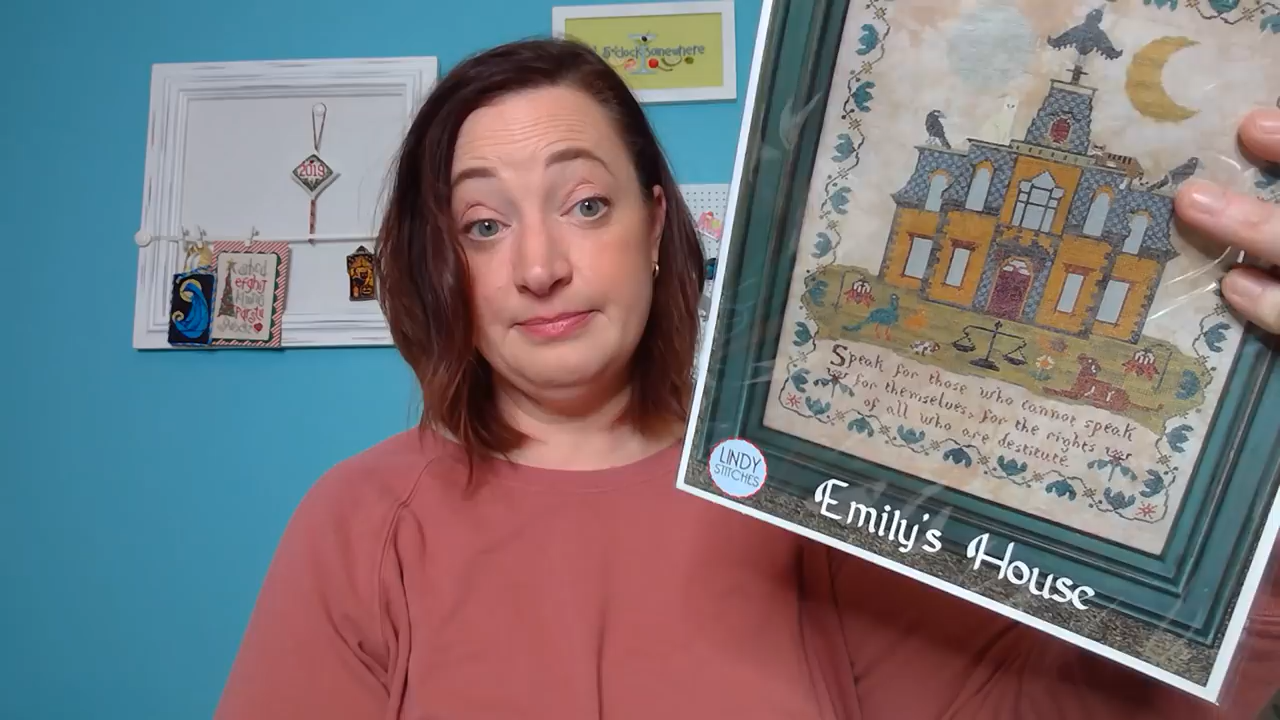 o'clock somewhere
2019
Speak for those who cannot speak
for themselves, for the rights
of all who are destitute
LINDY
STITCHES
Emily's House